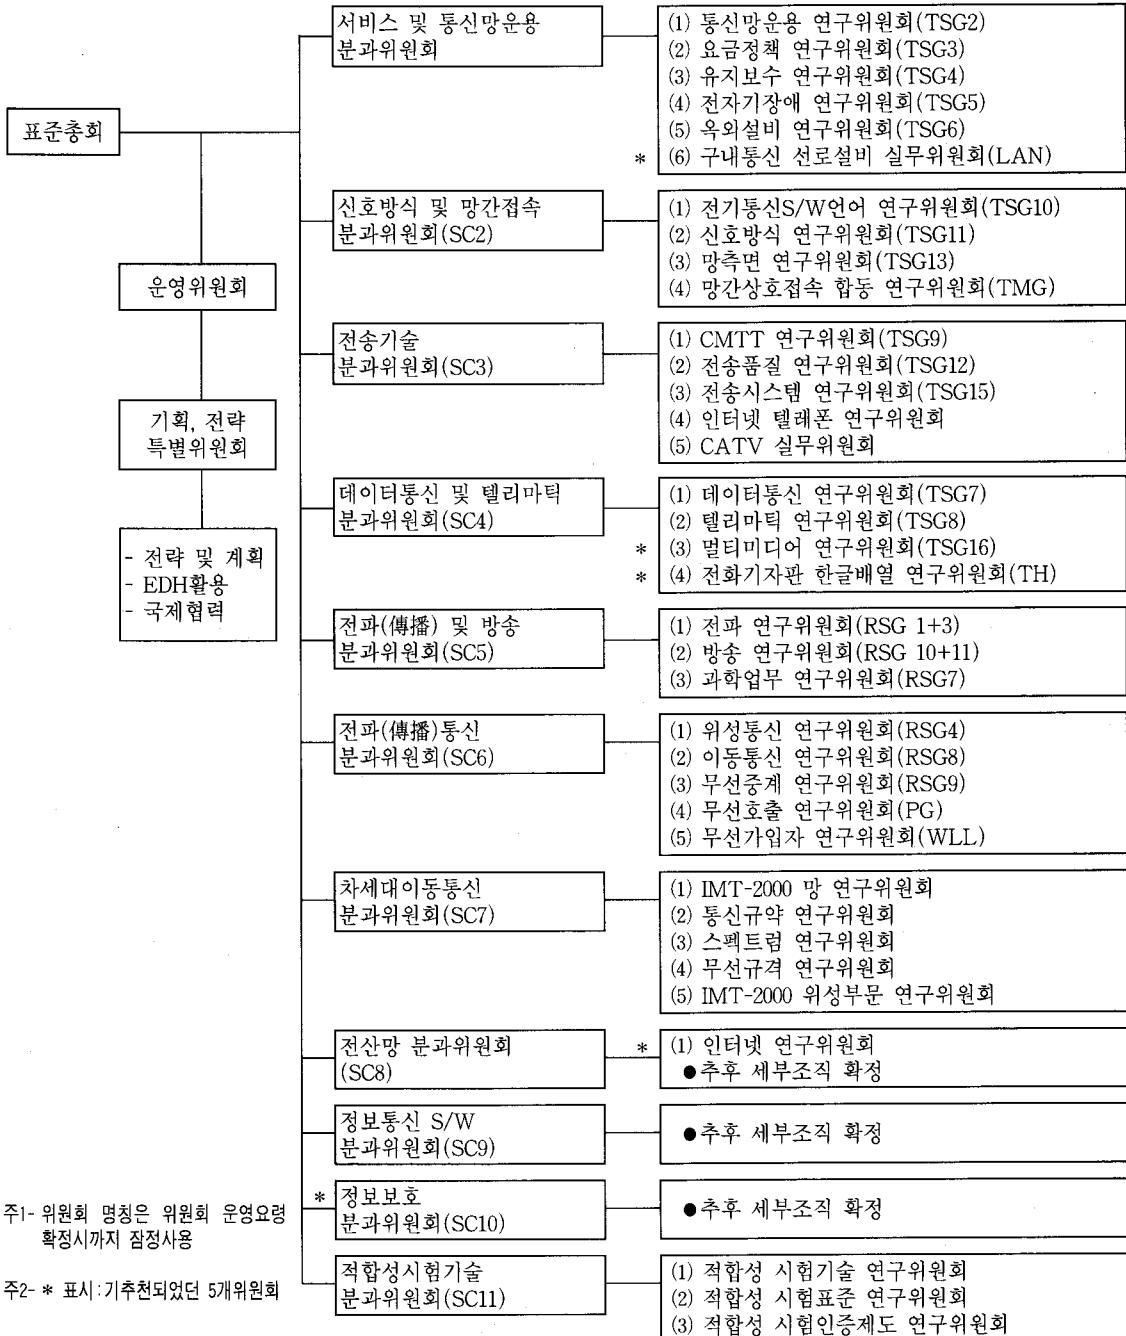 표준총회
운영위원회
기획, 전략
특별위원회
- 전략 및 계획
- EDH활용
- 국제협력
서비스 및 통신망운용
분과위원회
(1) 통신망운용 연구위원회(TSG2)
(2) 요금정책 연구위원회(TSG3)
(3) 유지보수 연구위원회(TSG4)
(4) 전자기장애 연구위원회(TSG5)
(5) 옥외설비 연구위원회(TSG6)
* (6) 구내통신 선로설비 실무위원회(LAN)
신호방식 및 망간접속
분과위원회(SC2)
(1) 전기통신S/W언어 연구위원회(TSG10)
(2) 신호방식 연구위원회(TSG11)
(3) 망측면 연구위원회(TSG13)
(4) 망간상호접속 합동 연구위원회(TMG)
전송기술
분과위원회(SC3)
(1) CMTT 연구위원회(TSG9)
(2) 전송품질 연구위원회(TSG12)
(3) 전송시스템 연구위원회(TSG15)
(4) 인터넷 텔래폰 연구위원회
(5) CATV 실무위원회
데이터통신 및 텔리마틱
분과위원회(SC4)
(1) 데이터통신 연구위원회(TSG7)
(2) 텔리마틱 연구위원회(TSG8)
* (3) 멀티미디어 연구위원회(TSG16)
* (4) 전화기자판 한글배열 연구위원회(TH)
전파(傳播) 및 방송
분과위원회(SC5)
(1) 전파 연구위원회(RSG 1+3)
(2) 방송 연구위원회(RSG 10+11)
(3) 과학업무 연구위원회(RSG7)
전파(傳播)통신
분과위원회(SC6)
(1) 위성통신 연구위원회(RSG4)
(2) 이동통신 연구위원회(RSG8)
(3) 무선중계 연구위원회(RSG9)
(4) 무선호출 연구위원회(PG)
(5) 무선가입자 연구위원회(WLL)
차세대이동통신
분과위원회(SC7)
(1) IMT-2000 망 연구위원회
(2) 통신규약 연구위원회
(3) 스펙트럼 연구위원회
(4) 무선규격 연구위원회
(5) IMT-2000 위성부문 연구위원회
전산망 분과위원회
(SC8)
* (1) 인터넷 연구위원회
●추후 세부조직 확정
정보통신 S/W
분과위원회(SC9)
●추후 세부조직 확정
* 정보보호
분과위원회(SC10)
●추후 세부조직 확정
적합성시험기술
분과위원회(SC11)
(1) 적합성 시험기술 연구위원회
(2) 적합성 시험표준 연구위원회
(3) 적합성 시험인증제도 연구위원회
주1- 위원회 명칭은 위원회 운영요령
확정시까지 잠정사용
주2- * 표시:기추천되었던 5개위원회